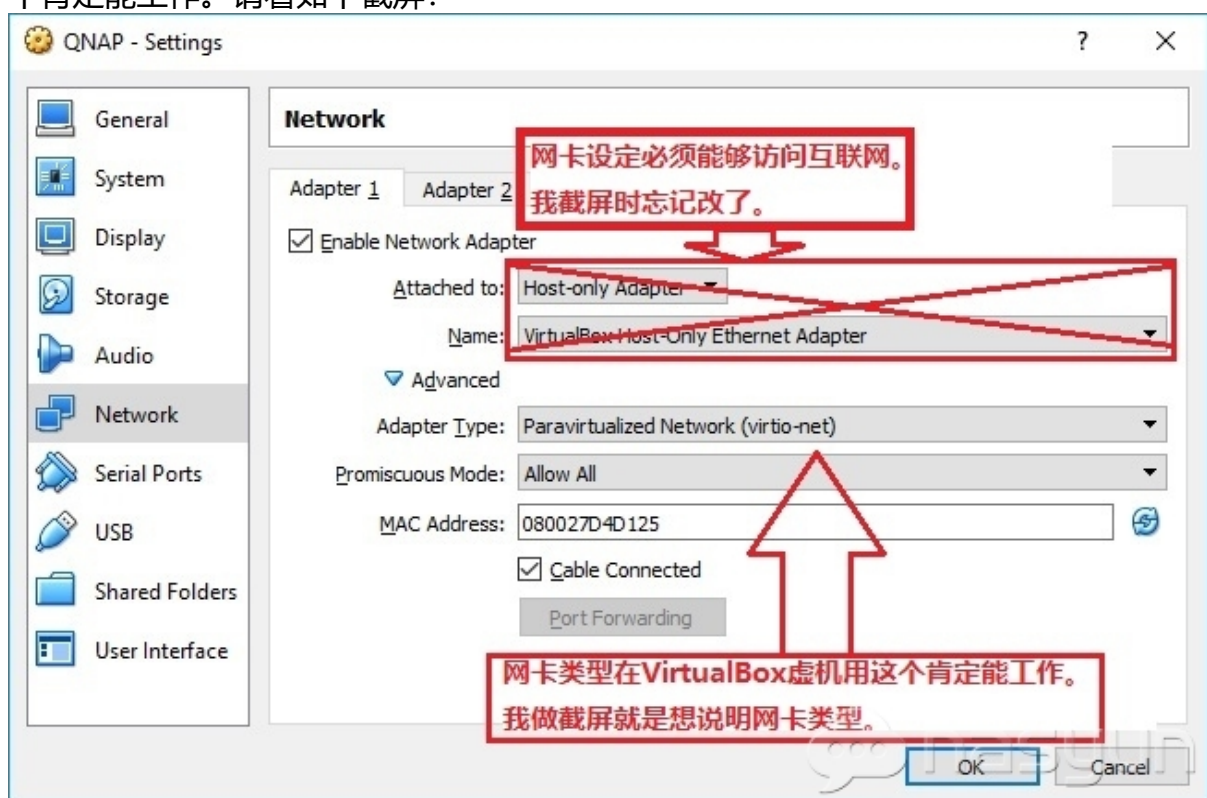 个肯定能工作。请看如下截屏:
QNAP - Settings
?
General
System
Display
Storage
Audio
Network
Serial Ports
USB
Shared Folders
User Interface
Network
网卡设定必须能够访问互联网。
我截屏时忘记改了。
Adapter 1
Adapter 2
Enable Network Adapter
Attached to:
Host-only Adapter
Name:
VirtualBox Host-Only Ethernet Adapter
Advanced
Adapter Type:
Paravirtualized Network (virtio-net)
Promiscuous Mode:
Allow All
MAC Address:
080027D4D125
Cable Connected
Port Forwarding
网卡类型在VirtualBox虚机用这个肯定能工作。
我做截屏就是想说明网卡类型。
nasyun
OK
Cancel